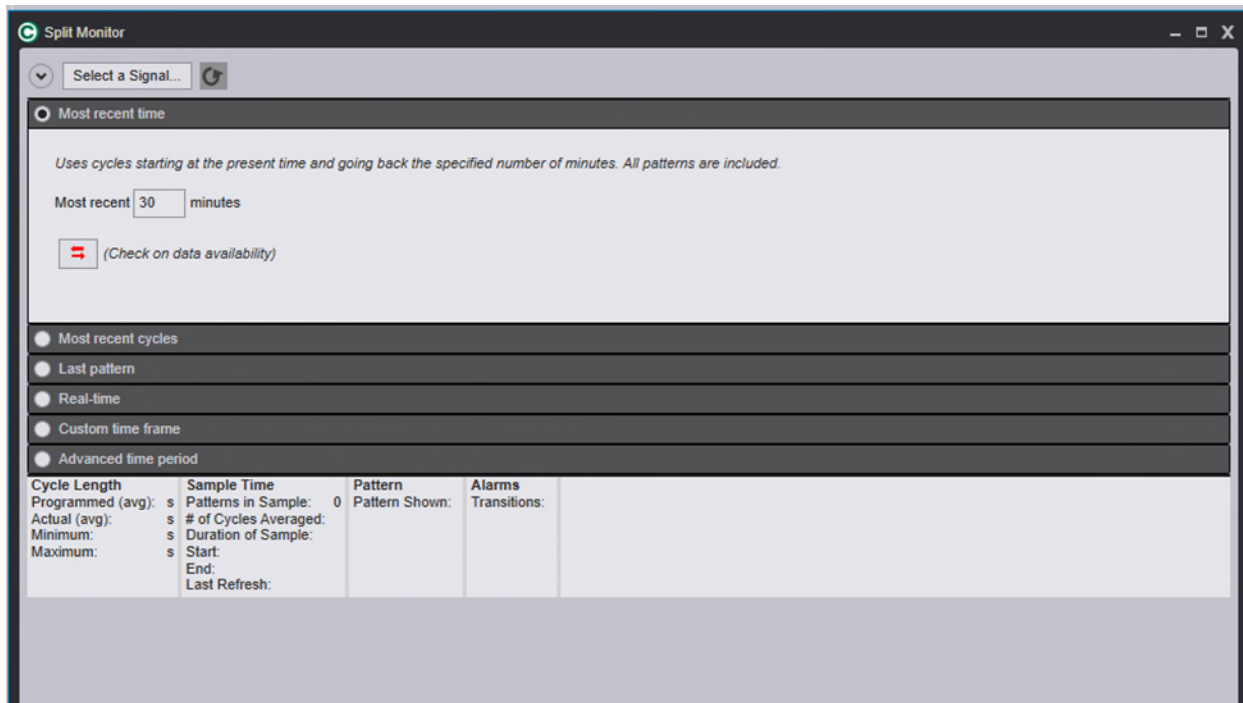 Split Monitor
Select a Signal...
Most recent time
Uses cycles starting at the present time and going back the specified number of minutes. All patterns are included.
Most recent 30 minutes
(Check on data availability)
Most recent cycles
Last pattern
Real-time
Custom time frame
Advanced time period
Cycle Length
Programmed (avg): s
Actual (avg): s
Minimum: s
Maximum: s
Sample Time
Patterns in Sample: 0
# of Cycles Averaged:
Duration of Sample:
Start:
End:
Last Refresh:
Pattern
Pattern Shown:
Alarms
Transitions: